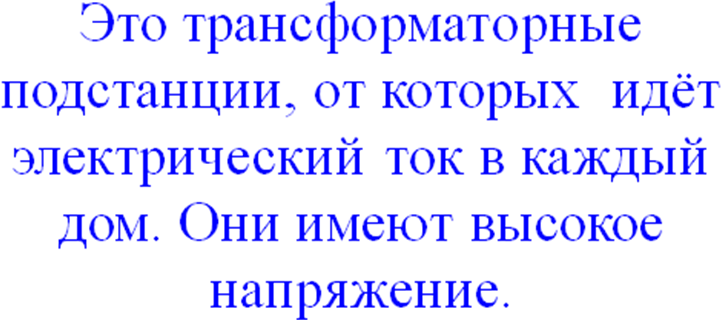 Это трансформаторные
подстанции, от которых идёт
электрический ток в каждый
дом. Они имеют высокое
напряжение.